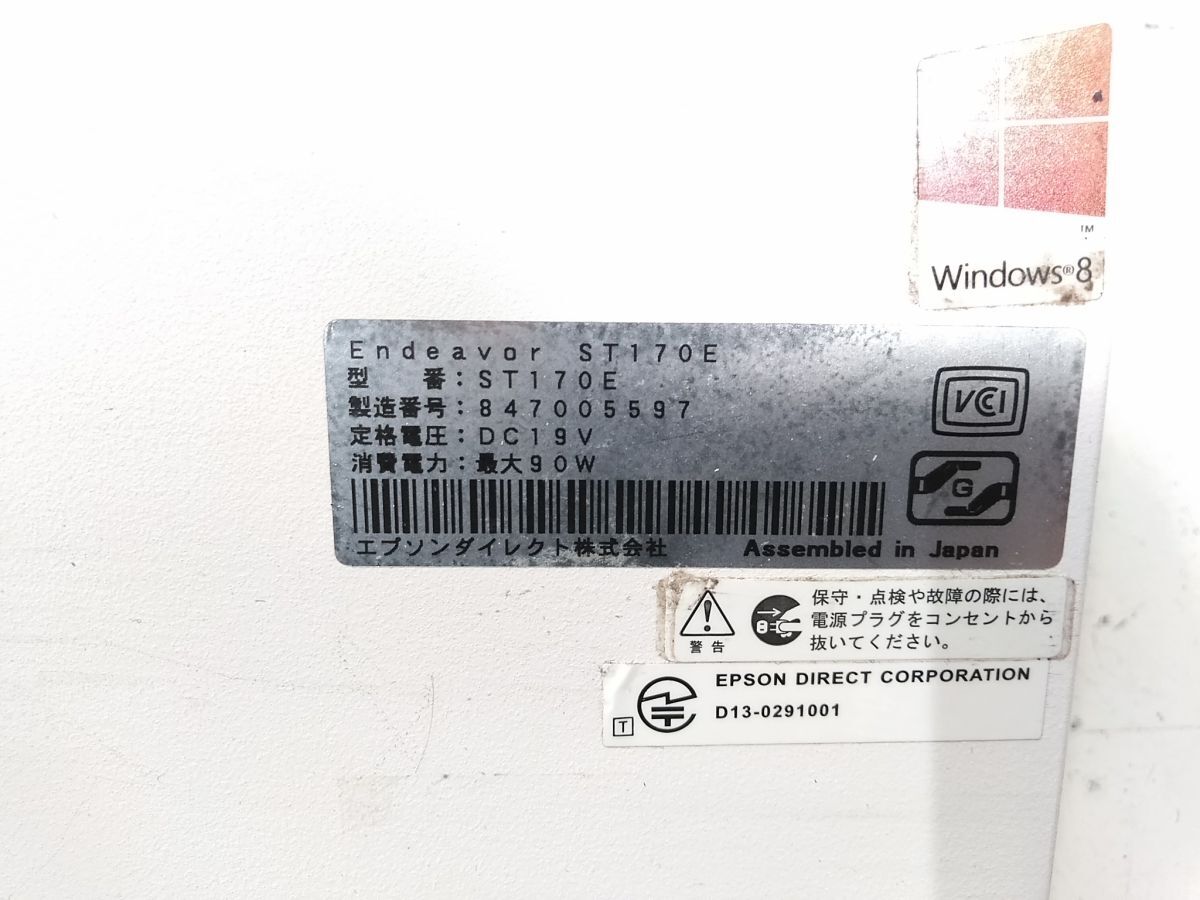 TM
Windows®8
Endeavor ST170E
型 番：ST170E
製造番号：847005597
定格電圧：DC19V
消費電力：最大90W
VCCI
G
エプソンダイレクト株式会社 Assembled in Japan
警告
保守・点検や故障の際には、
電源プラグをコンセントから
抜いてください。
EPSON DIRECT CORPORATION
T D13-0291001